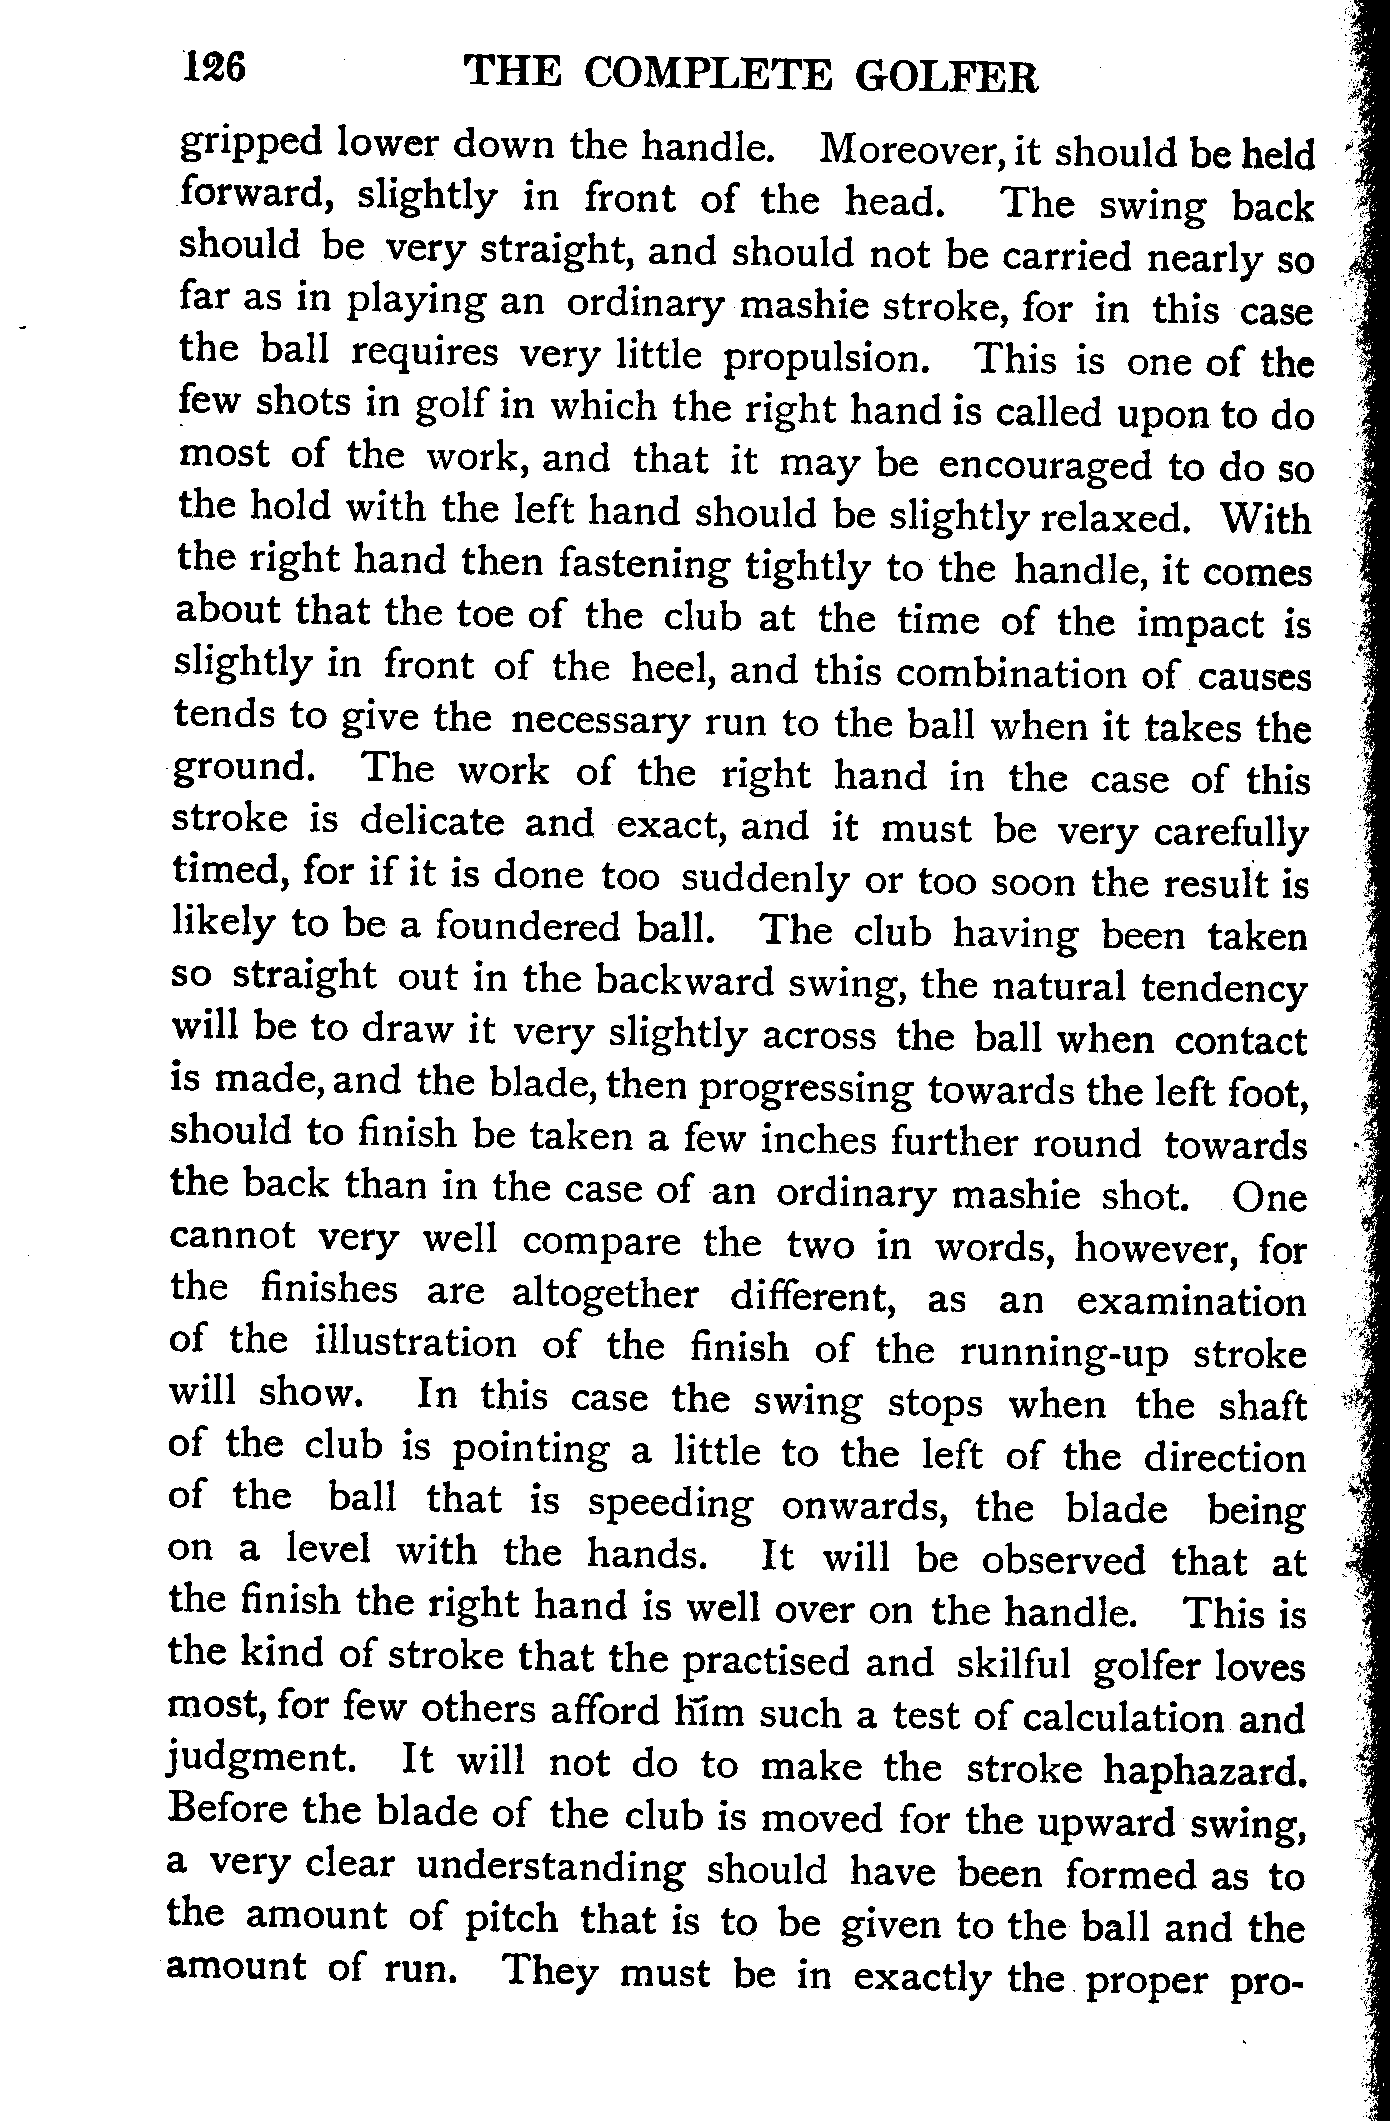 126 THE COMPLETE GOLFER
gripped lower down the handle. Moreover, it should be held
forward, slightly in front of the head. The swing back
should be very straight, and should not be carried nearly so
far as in playing an ordinary mashie stroke, for in this case
the ball requires very little propulsion. This is one of the
few shots in golf in which the right hand is called upon to do
most of the work, and that it may be encouraged to do so
the hold with the left hand should be slightly relaxed. With
the right hand then fastening tightly to the handle, it comes
about that the toe of the club at the time of the impact is
slightly in front of the heel, and this combination of causes
tends to give the necessary run to the ball when it takes the
ground. The work of the right hand in the case of this
stroke is delicate and exact, and it must be very carefully
timed, for if it is done too suddenly or too soon the result is
likely to be a foundered ball. The club having been taken
so straight out in the backward swing, the natural tendency
will be to draw it very slightly across the ball when contact
is made, and the blade, then progressing towards the left foot,
should to finish be taken a few inches further round towards
the back than in the case of an ordinary mashie shot. One
cannot very well compare the two in words, however, for
the finishes are altogether different, as an examination
of the illustration of the finish of the running-up stroke
will show. In this case the swing stops when the shaft
of the club is pointing a little to the left of the direction
of the ball that is speeding onwards, the blade being
on a level with the hands. It will be observed that at
the finish the right hand is well over on the handle. This is
the kind of stroke that the practised and skilful golfer loves
most, for few others afford him such a test of calculation and
judgment. It will not do to make the stroke haphazard.
Before the blade of the club is moved for the upward swing,
a very clear understanding should have been formed as to
the amount of pitch that is to be given to the ball and the
amount of run. They must be in exactly the proper pro-